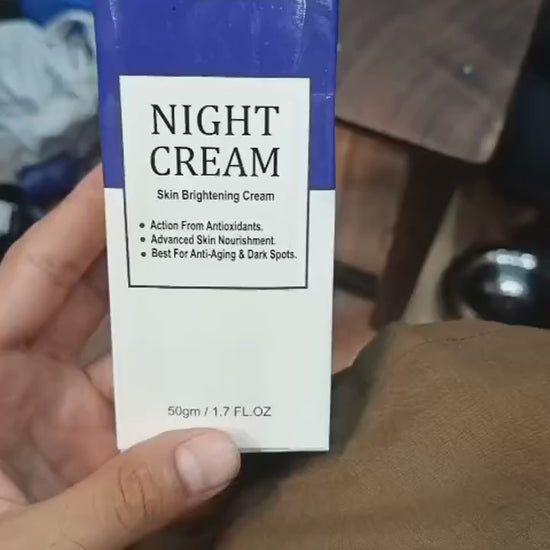 NIGHT
CREAM
Skin Brightening Cream
• Action From Antioxidants.
• Advanced Skin Nourishment.
• Best For Anti-Aging & Dark Spots.
50gm / 1.7 FL.OZ